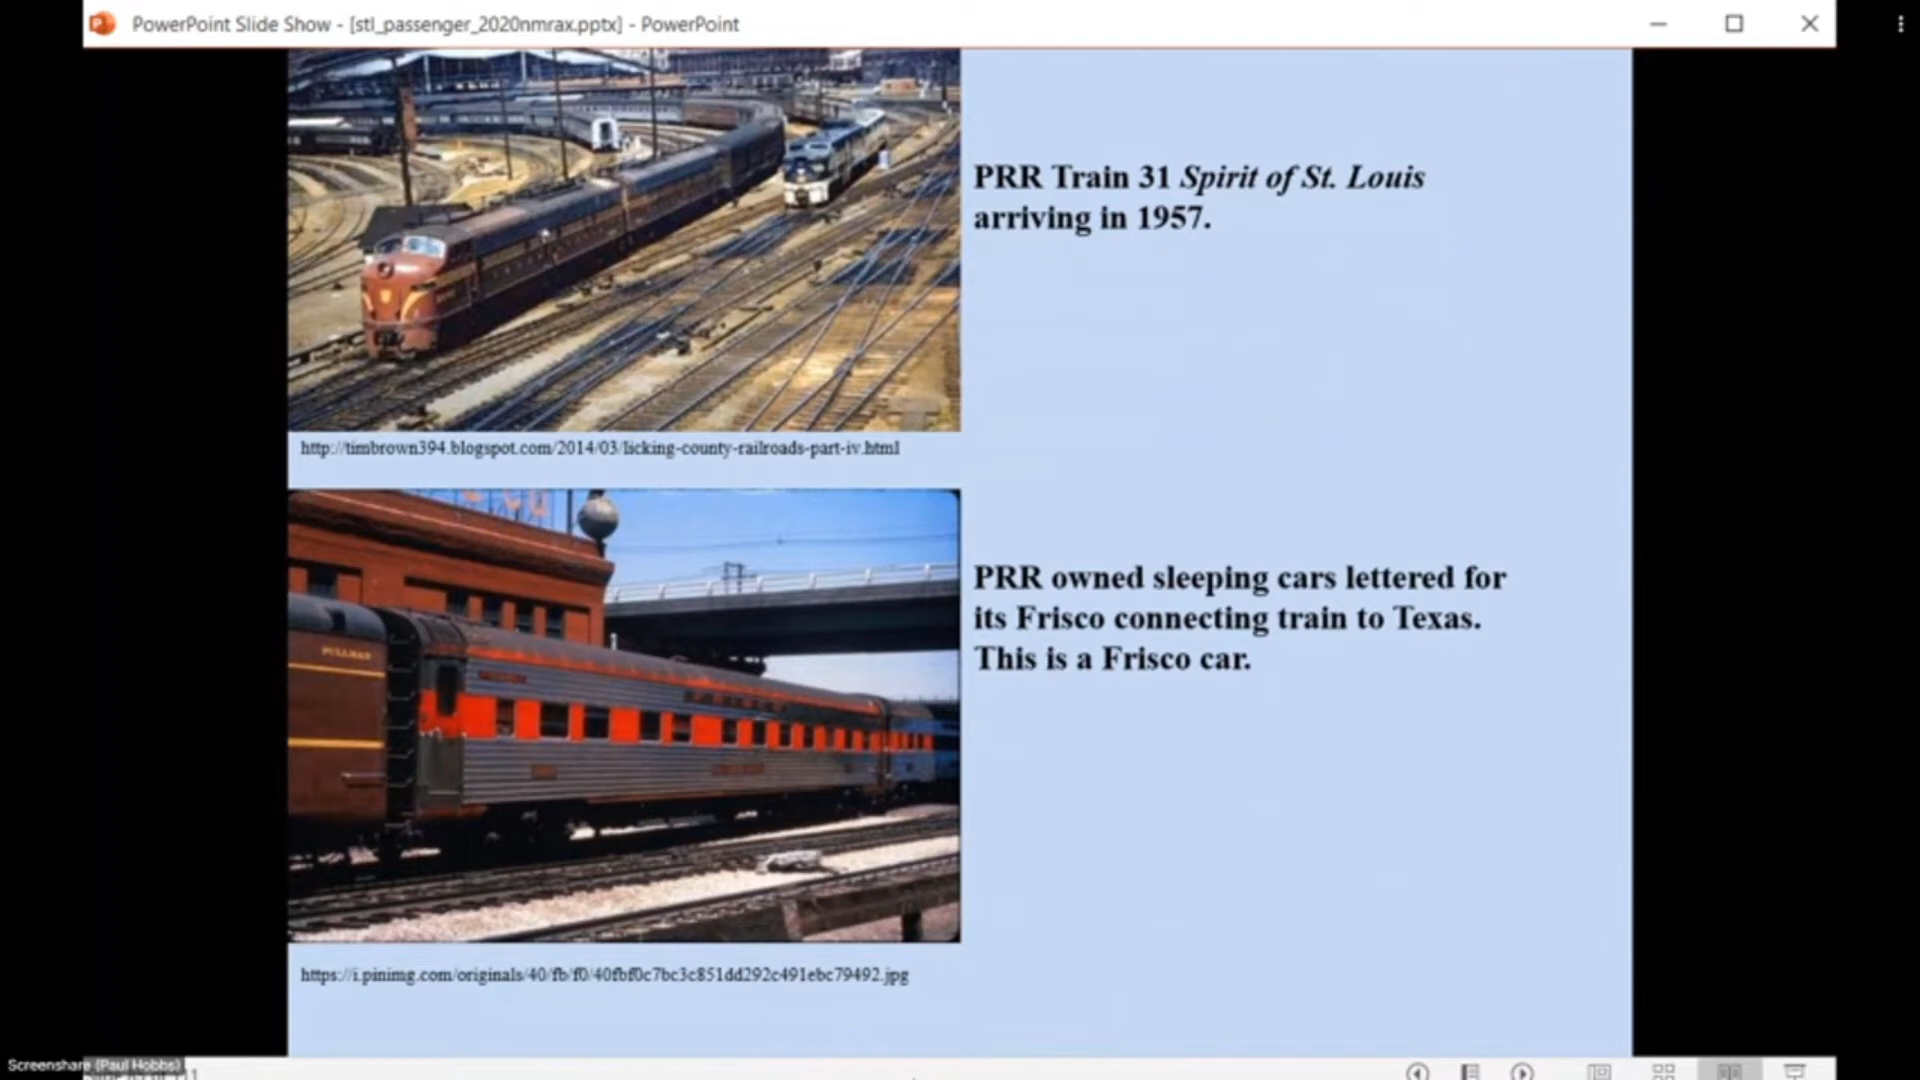 PowerPoint Slide Show - [stl_passenger_2020nmrax.pptx] - PowerPoint
PRR Train 31 Spirit of St. Louis
arriving in 1957.
http://timbrown394.blogspot.com/2014/03/licking-county-railroads-part-iv.html
PULLMAN
PRR owned sleeping cars lettered for
its Frisco connecting train to Texas.
This is a Frisco car.
https://i.pinimg.com/originals/40/fb/f0/40fbf0c7bc3c851dd292c491ebc79492.jpg
Screenshare (Paul Hobbs)